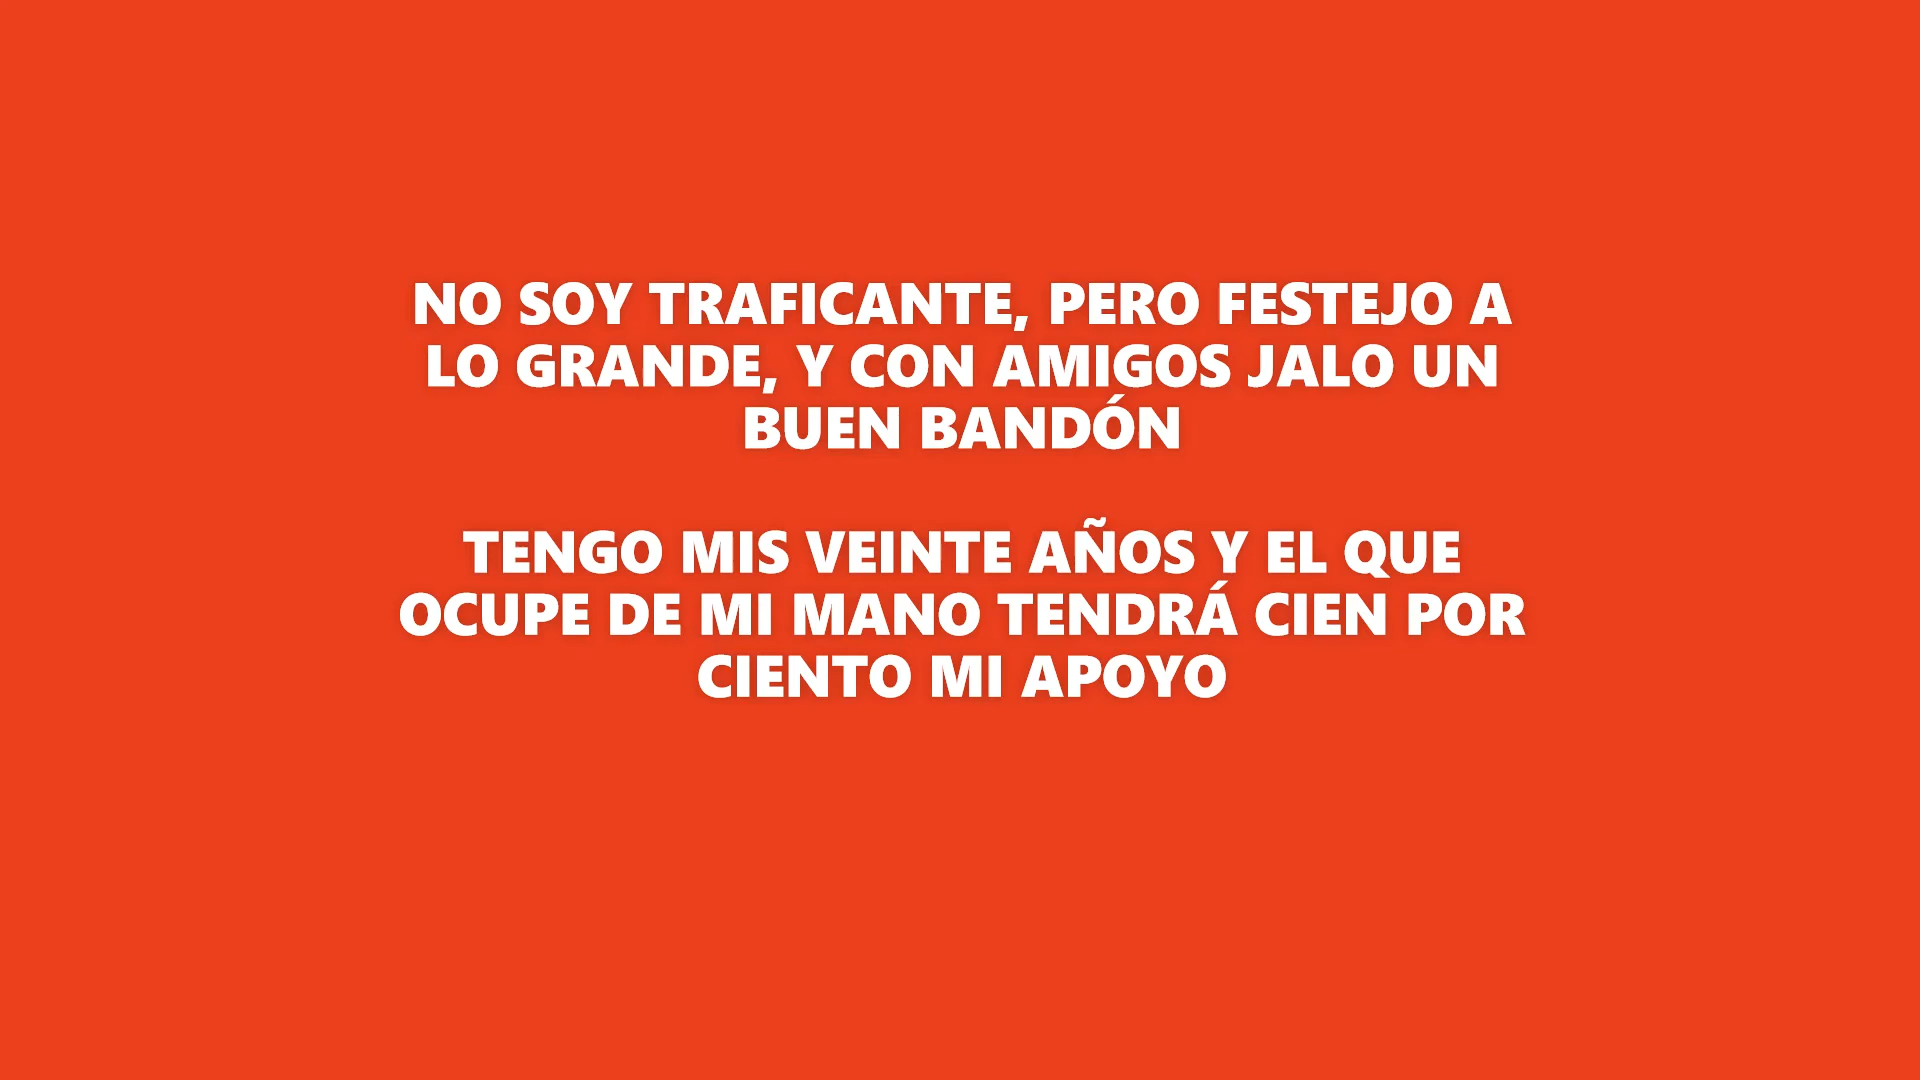 NO SOY TRAFICANTE, PERO FESTEJO A
LO GRANDE, Y CON AMIGOS JALO UN
BUEN BANDÓN
TENGO MIS VEINTE AÑOS Y EL QUE
OCUPE DE MI MANO TENDRÁ CIEN POR
CIENTO MI APOYO